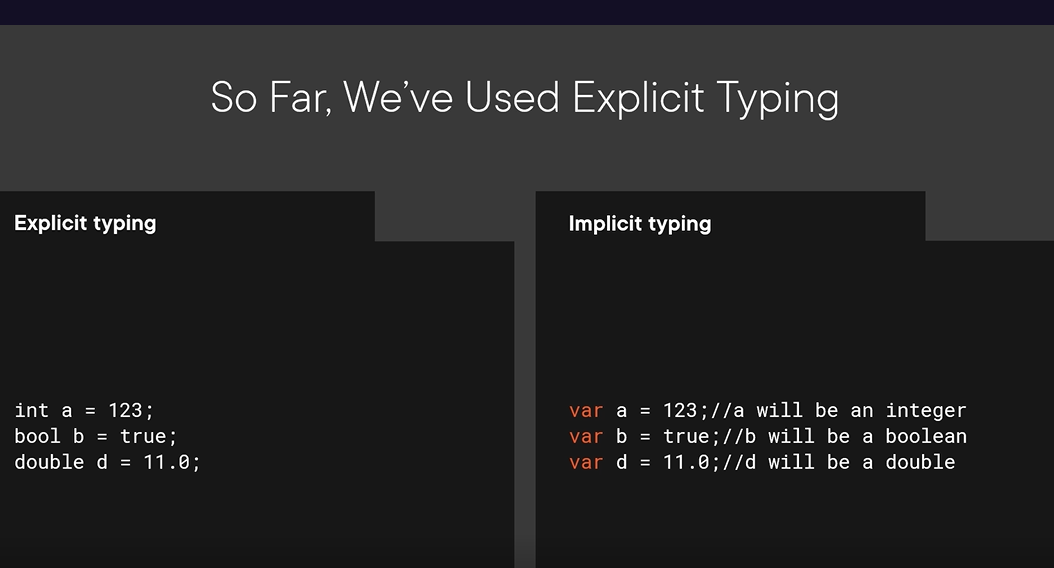 So Far, We’ve Used Explicit Typing
Explicit typing
int a = 123;
bool b = true;
double d = 11.0;
Implicit typing
var a = 123;//a will be an integer
var b = true;//b will be a boolean
var d = 11.0;//d will be a double